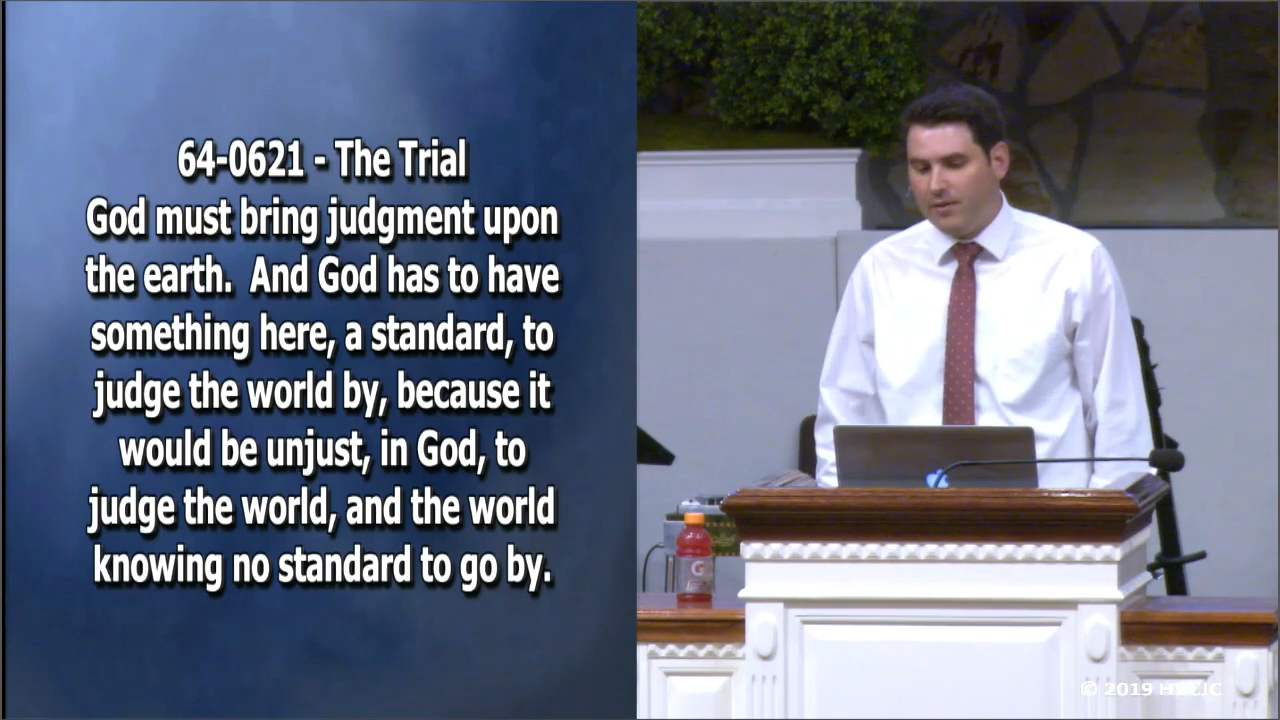 64-0621 - The Trial
God must bring judgment upon
the earth.  And God has to have
something here, a standard, to
judge the world by, because it
would be unjust, in God, to
judge the world, and the world
knowing no standard to go by.
G
© 2019